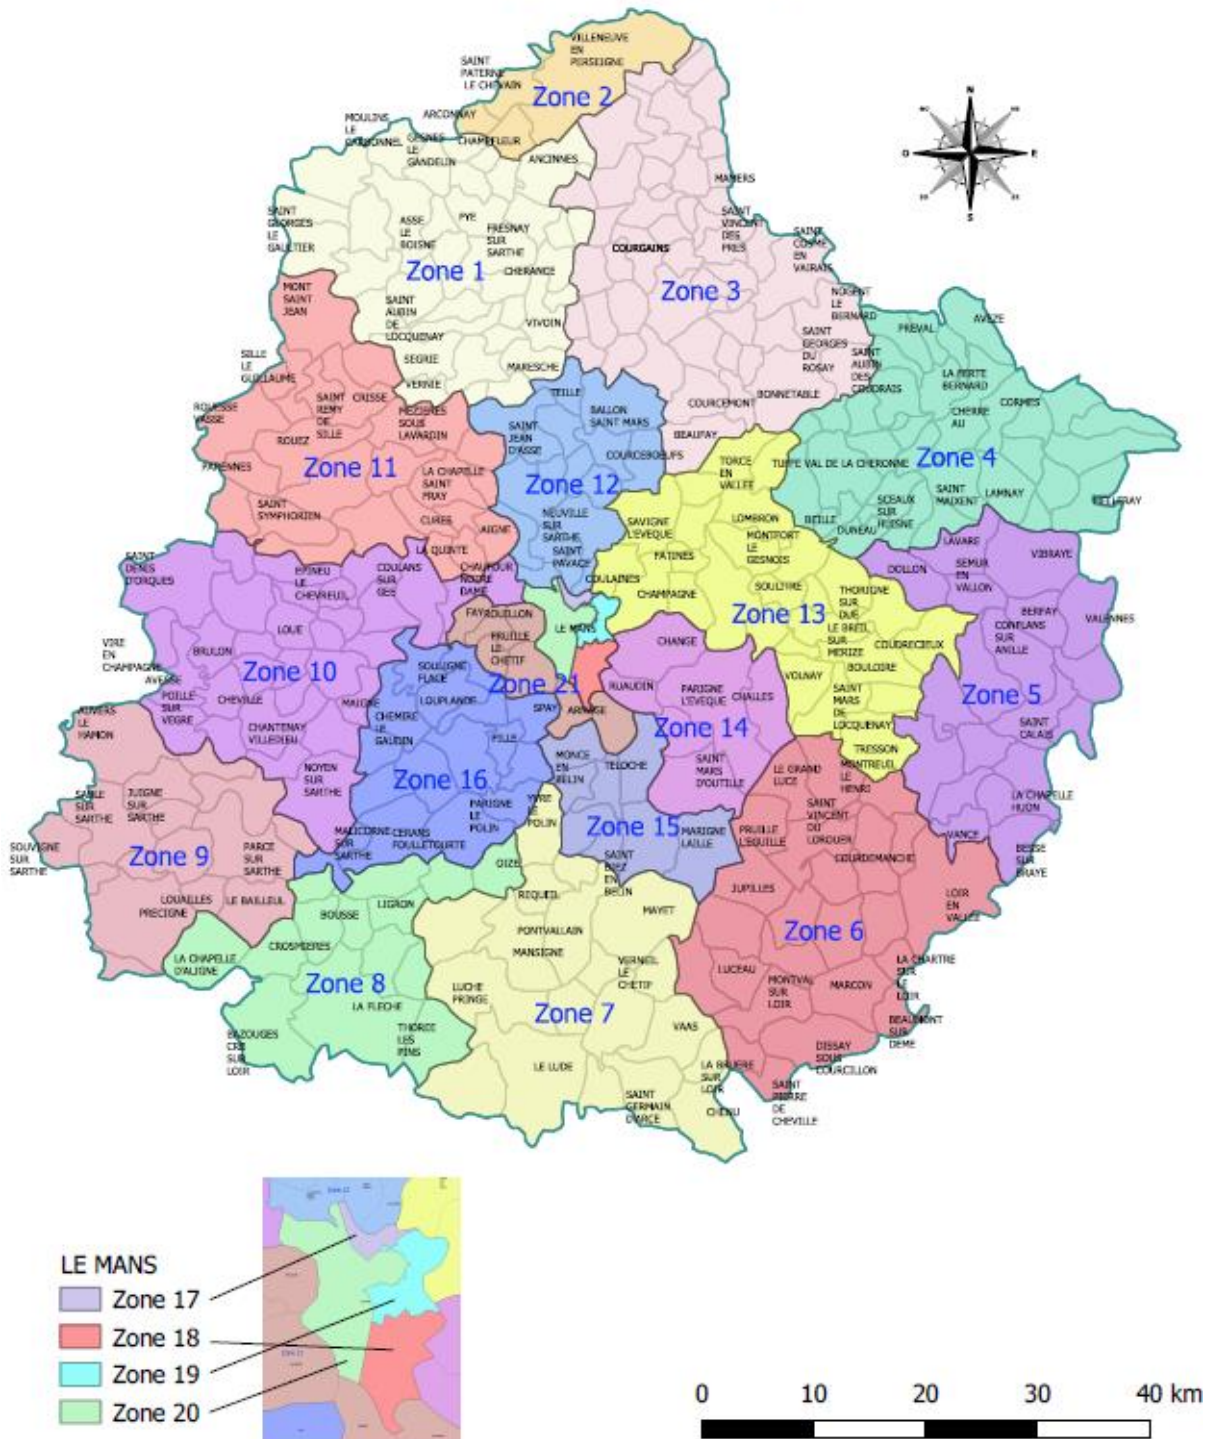 VILLENEUVE
EN
PERSEIGNE
SAINT
PATERNE
LE CHEVAIN
Zone 2
ARCONNAY
MOULINS
LE
CARBONNEL
GESNES
LE
GANDELIN
CHAMPFLEUR
ANCINNES
N
O
E
S
MAMERS
SAINT
GEORGES
LE
GAULTIER
ASSE
LE
BOISNE
FYE
FRESNAY
SUR
SARTHE
SAINT
VINCENT
DES
PRES
SAINT
COSME
EN
VAIRAIS
COURGAINS
Zone 1
CHERANCE
Zone 3
MONT
SAINT
JEAN
SAINT
AUBIN
DE
LOCQUENAY
VIVOIN
NOGENT
LE
BERNARD
PREVAL
AVEZE
SAINT
GEORGES
DU
ROSAY
SAINT
AUBIN
DES
COUDRAIS
SILLE
LE
GUILLAUME
SEGRIE
MARESCHE
VERNIE
LA FERTE
BERNARD
TEILLE
BONNETABLE
COURCEMONT
CORMES
CHERRE
AU
ROUESSE
VASSE
SAINT
REMY
DE
SILLE
CRISSE
MEZIERES
SOUS
LAVARDIN
BALLON
SAINT MARS
SAINT
JEAN
D'ASSE
BEAUFAY
ROUEZ
COURCEBOEUFS
PARENNES
Zone 11
LA CHAPELLE
SAINT
FRAY
Zone 12
TORCE
EN
VALLEE
TUFFE VAL DE LA CHERONNE
Zone 4
SAINT
MAIXENT
LAMNAY
SCEAUX
SUR
HUISNE
SAINT
SYMPHORIEN
CURES
AIGNE
NEUVILLE
SUR
SARTHE
SAVIGNE
L'EVEQUE
LOMBRON
BEILLE
DUNEAU
MONTFORT
LE
GESNOIS
LAVARE
VIBRAYE
LA QUINTE
SAINT
PAVACE
FATINES
SAINT
DENIS
D'ORQUES
EPINEU
LE
CHEVREUIL
COULANS
SUR
GEE
CHAUFOUR
NOTRE
DAME
DOLLON
SEMUR
EN
VALLON
COULAINES
CHAMPAGNE
SOULITRE
THORIGNE
SUR
DUE
FAY
ROUILLON
LE MANS
Zone 13
LE BREIL
SUR
MERIZE
BERFAY
CONFLANS
SUR
ANILLE
VALENNES
LOUE
PRUILLE
LE
CHETIF
CHANGE
COUDRECIEUX
BOULOIRE
VIRE
EN
CHAMPAGNE
BRULON
AVESSE
Zone 10
SOULIGNE
FLACE
Zone 21
RUAUDIN
VOLNAY
POILLE
SUR
VEGRE
CHEVILLE
LOUPLANDE
PARIGNE
L'EVEQUE
CHALLES
SAINT
MARS
DE
LOCQUENAY
Zone 5
AUVERS
LE
HAMON
CHEMIRE
LE
GAUDIN
SPAY
ARNAGE
CHANTENAY
VILLEDIEU
Zone 14
SAINT
CALAIS
FILLE
TRESSON
MONCE
EN
BELIN
TELOCHE
SAINT
MARS
D'OUTILLE
LE GRAND
LUCE
MONTREUIL
LE
HENRI
NOYEN
SUR
SARTHE
Zone 16
SABLE
SUR
SARTHE
JUIGNE
SUR
SARTHE
PARIGNE
LE
POLIN
YVRE
LE
POLIN
SAINT
VINCENT
DU
LOROUER
LA CHAPELLE
HUON
MALICORNE
SUR
SARTHE
CERANS
FOULLETOURTE
Zone 15
MARIGNE
LAILLE
PRUILLE
L'EGUILLE
VANCE
BESSE
SUR
BRAYE
SOUVIGNE
SUR
SARTHE
Zone 9
PARCE
SUR
SARTHE
OIZE
SAINT
BIEZ
EN
BELIN
COURDEMANCHE
LOUAILLES
PRECIGNE
LE BAILLEUL
LIGRON
BOUSSE
REQUEIL
MAYET
JUPILLES
LOIR
EN
VALLEE
CROSMIERES
PONTVALLAIN
MANSIGNE
Zone 6
LA CHAPELLE
D'ALIGNE
VERNEIL
LE
CHETIF
LUCEAU
LA CHARTRE
SUR
LE
LOIR
MONTVAL
SUR
LOIR
MARCON
Zone 8
LUCHE
PRINGE
LA FLECHE
Zone 7
THOREE
LES
PINS
VAAS
BEAUMONT
SUR
DEME
BAZOUGES
CRE
SUR
LOIR
DISSAY
SOUS
COURCILLON
LE LUDE
LA BRUERE
SUR
LOIR
SAINT
GERMAIN
D'ARCE
CHENU
SAINT
PIERRE
DE
CHEVILLE
LE MANS
Zone 17
Zone 18
Zone 19
Zone 20
0 10 20 30 40 km